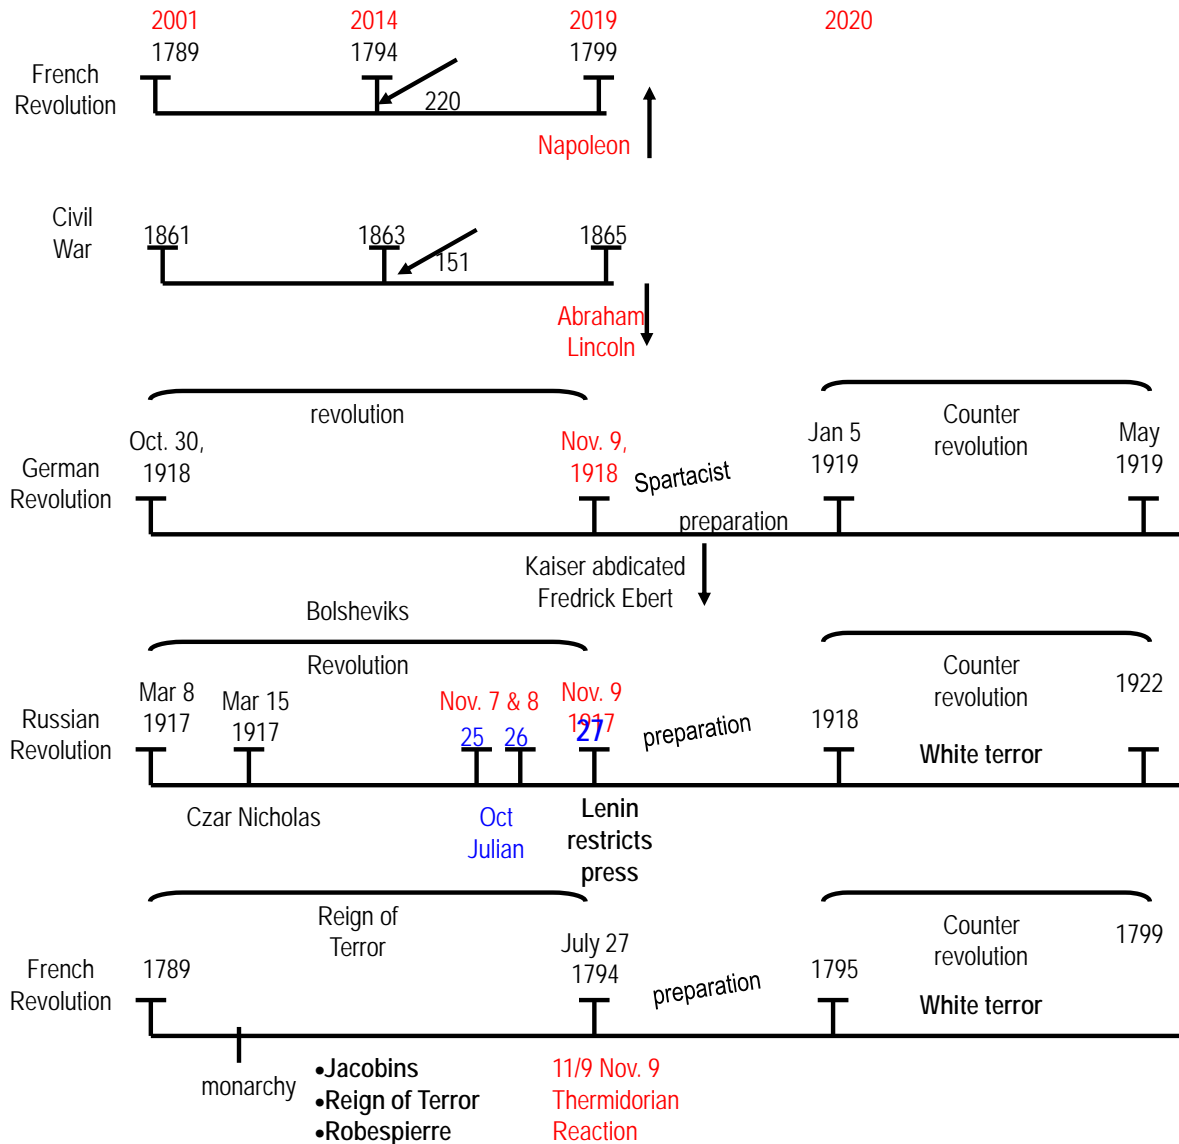 2001 2014 2019 2020
1789 1794 1799
French
Revolution
220
Napoleon
Civil
War
1861 1863 1865
151
Abraham
Lincoln
revolution
Counter
revolution
Oct. 30,
1918
Nov. 9,
1918
Jan 5
1919
May
1919
German
Revolution
Spartacist
preparation
Kaiser abdicated
Fredrick Ebert
Bolsheviks
Revolution
Counter
revolution
Mar 8
1917
Mar 15
1917
Nov. 7 & 8
25 26
Nov. 9
1917
27
1918
1922
Russian
Revolution
preparation
White terror
Czar Nicholas
Oct
Julian
Lenin
restricts
press
Reign of
Terror
Counter
revolution
French
Revolution
1789
July 27
1794
preparation
1795
1799
White terror
monarchy
•Jacobins
•Reign of Terror
•Robespierre
11/9 Nov. 9
Thermidorian
Reaction